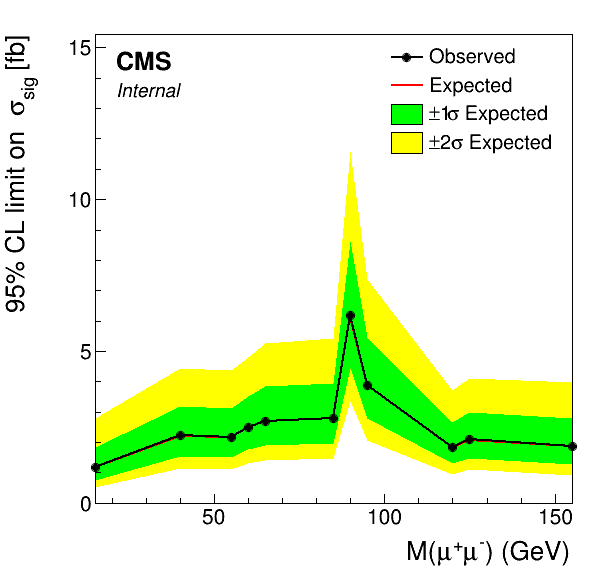 95% CL limit on σsig [fb]
15
10
5
0
CMS
Internal
Observed
Expected
±1σ Expected
±2σ Expected
50
100
150
M(μ+μ-) (GeV)